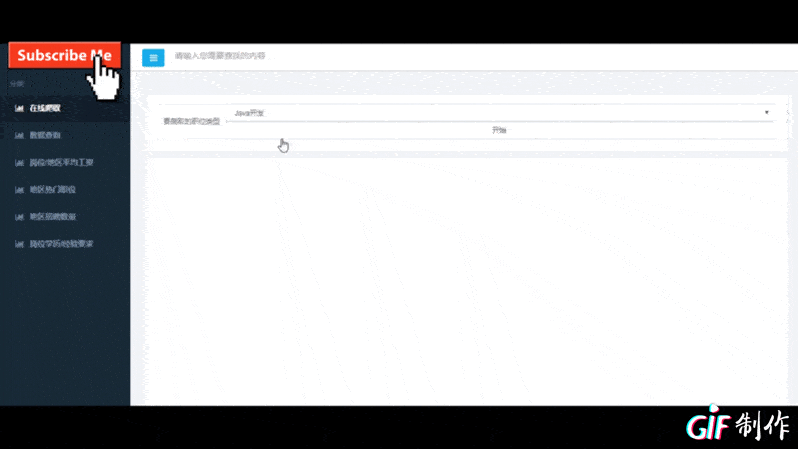 Subscribe Me
请输入您需要查找的内容
分类
在线爬取
数据查询
岗位/地区平均工资
地区热门职位
地区招聘数量
岗位学历/经验要求
要爬取的职位类型
Java开发
开始
GIF制作